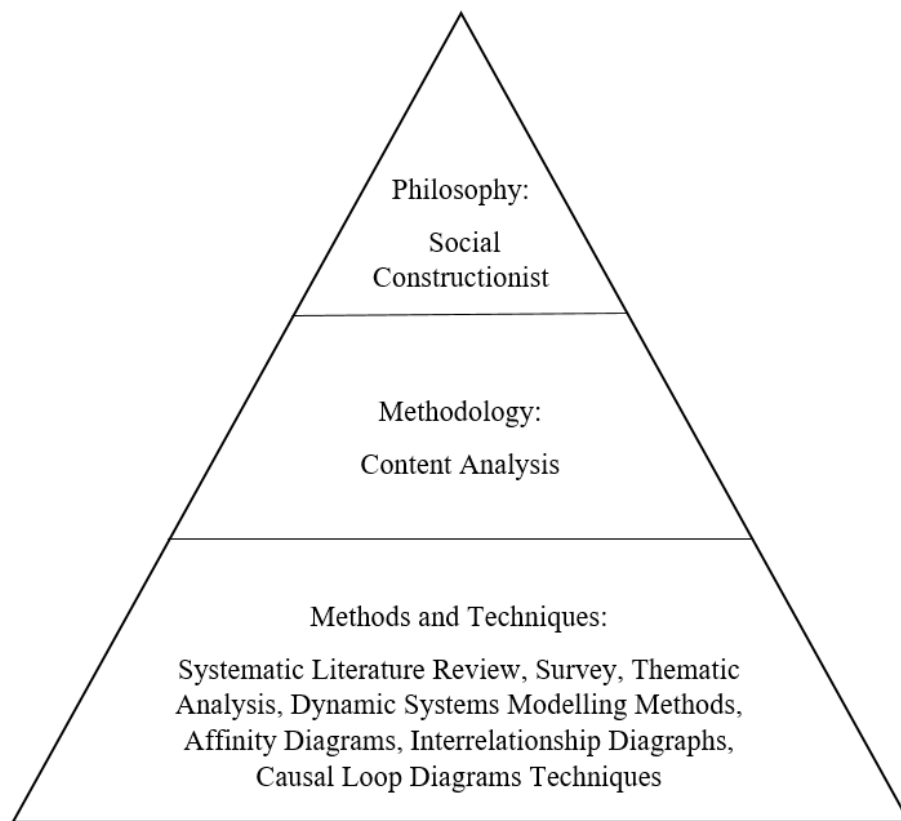 Philosophy:
Social
Constructionist
Methodology:
Content Analysis
Methods and Techniques:
Systematic Literature Review, Survey, Thematic
Analysis, Dynamic Systems Modelling Methods,
Affinity Diagrams, Interrelationship Diagraphs,
Causal Loop Diagrams Techniques